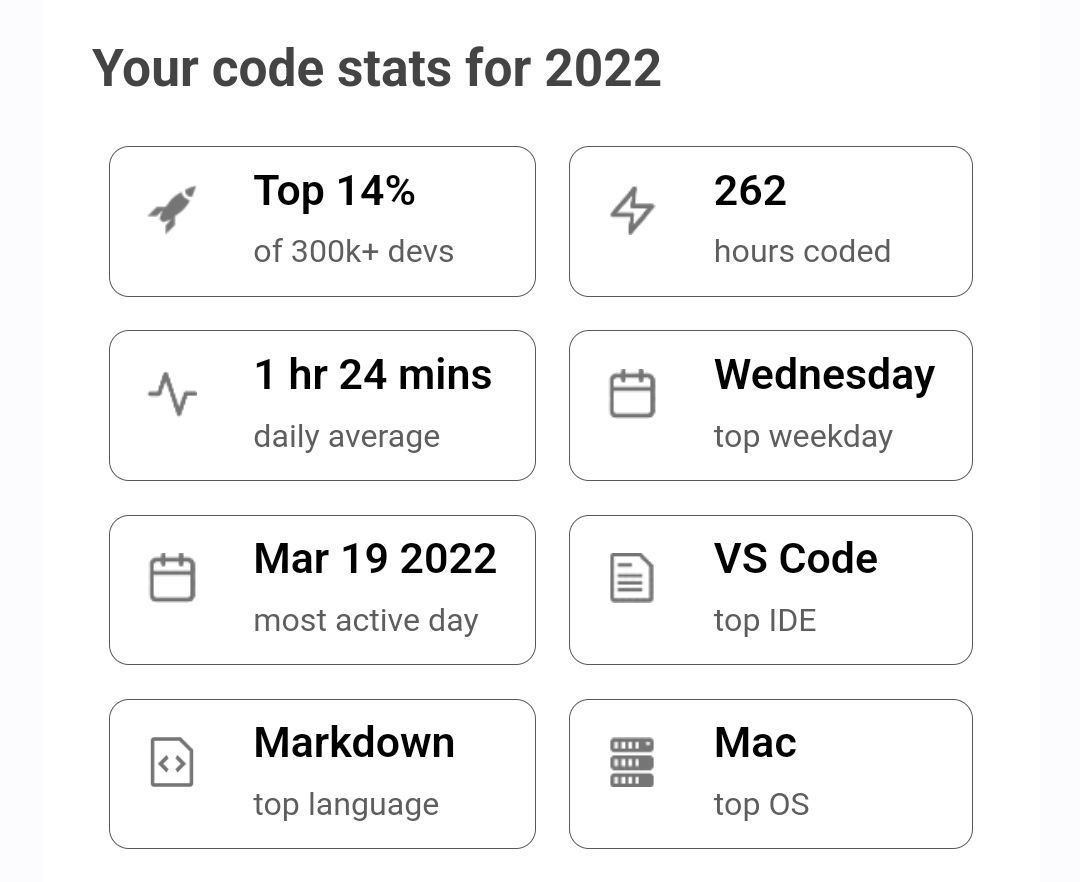 Your code stats for 2022
Top 14%
of 300k+ devs
262
hours coded
1 hr 24 mins
daily average
Wednesday
top weekday
Mar 19 2022
most active day
VS Code
top IDE
Markdown
top language
Mac
top OS